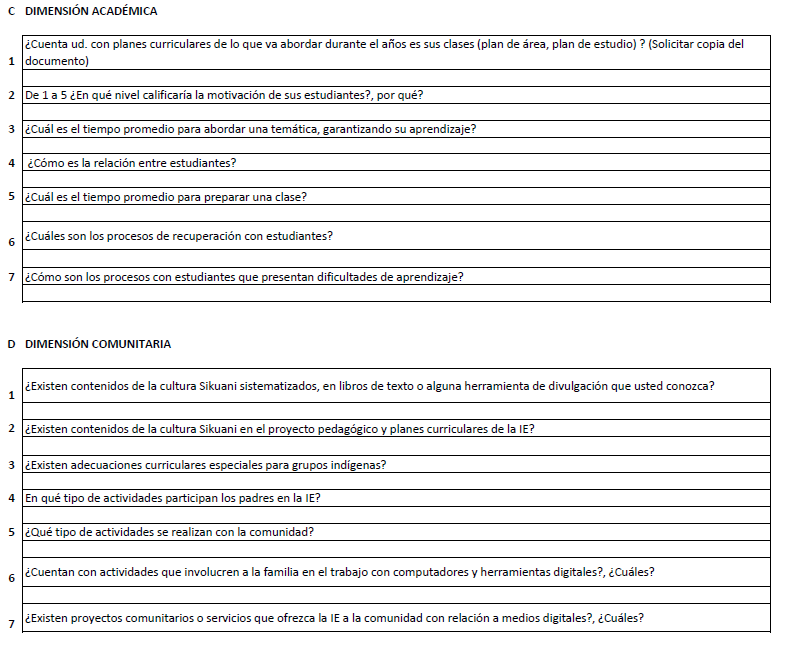 C DIMENSIÓN ACADÉMICA
¿Cuenta ud. con planes curriculares de lo que va abordar durante el años es sus clases (plan de área, plan de estudio) ? (Solicitar copia del
1 documento)
2 De 1 a 5 ¿En qué nivel calificaría la motivación de sus estudiantes?, por qué?
3 ¿Cuál es el tiempo promedio para abordar una temática, garantizando su aprendizaje?
4 ¿Cómo es la relación entre estudiantes?
5 ¿Cuál es el tiempo promedio para preparar una clase?
6 ¿Cuáles son los procesos de recuperación con estudiantes?
7 ¿Cómo son los procesos con estudiantes que presentan dificultades de aprendizaje?
D DIMENSIÓN COMUNITARIA
1 ¿Existen contenidos de la cultura Sikuani sistematizados, en libros de texto o alguna herramienta de divulgación que usted conozca?
2 ¿Existen contenidos de la cultura Sikuani en el proyecto pedagógico y planes curriculares de la IE?
3 ¿Existen adecuaciones curriculares especiales para grupos indígenas?
4 En qué tipo de actividades participan los padres en la IE?
5 ¿Qué tipo de actividades se realizan con la comunidad?
6 ¿Cuentan con actividades que involucren a la familia en el trabajo con computadores y herramientas digitales?, ¿Cuáles?
7 ¿Existen proyectos comunitarios o servicios que ofrezca la IE a la comunidad con relación a medios digitales?, ¿Cuáles?